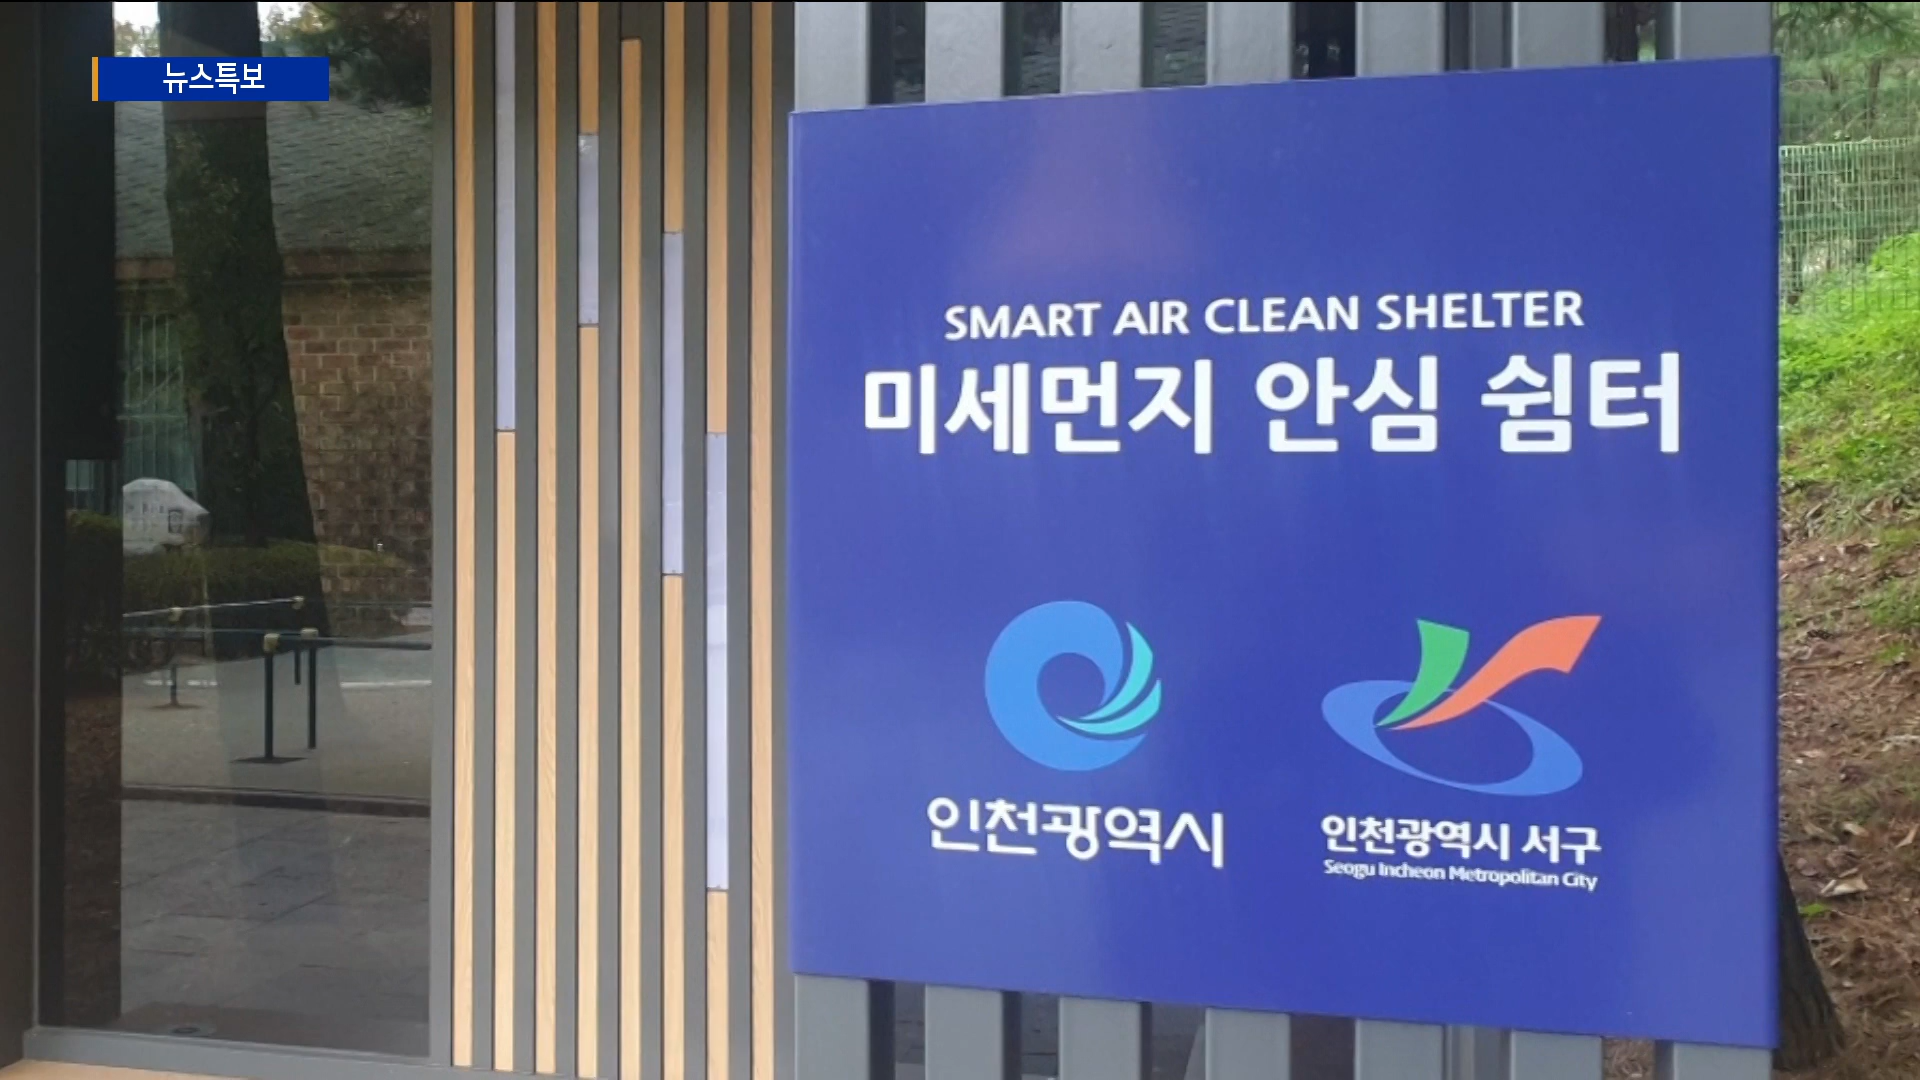 뉴스특보
SMART AIR CLEAN SHELTER
미세먼지 안심 쉼터
인천광역시
인천광역시 서구
Seogu Incheon Metropolitan City